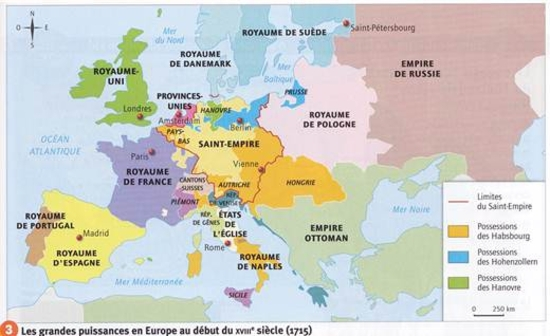 N
O
E
S
Mer
du Nord
ROYAUME DE SUÈDE
Saint-Pétersbourg
ROYAUME
DE DANEMARK
Mer
Baltique
EMPIRE
DE RUSSIE
ROYAUME-
UNI
Londres
PROVINCES-
UNIES
Amsterdam
HANOVRE
Berlin
PRUSSE
ROYAUME
DE POLOGNE
PAYS-
BAS
SAINT-EMPIRE
OCÉAN
ATLANTIQUE
Paris
ROYAUME
DE FRANCE
Vienne
CANTONS
SUISSES
AUTRICHE
HONGRIE
PIÉMONT
RÉP.
DE VENISE
RÉP.
DE GÊNES
ÉTATS
DE
L'ÉGLISE
Rome
ROYAUME
DE NAPLES
SICILE
ROYAUME
DE PORTUGAL
Madrid
ROYAUME
D'ESPAGNE
Mer Méditerranée
EMPIRE
OTTOMAN
Mer Noire
Limites
du Saint-Empire
Possessions
des Habsbourg
Possessions
des Hohenzollern
Possessions
des Hanovre
0 250 km
3 Les grandes puissances en Europe au début du XVIIIe siècle (1715)